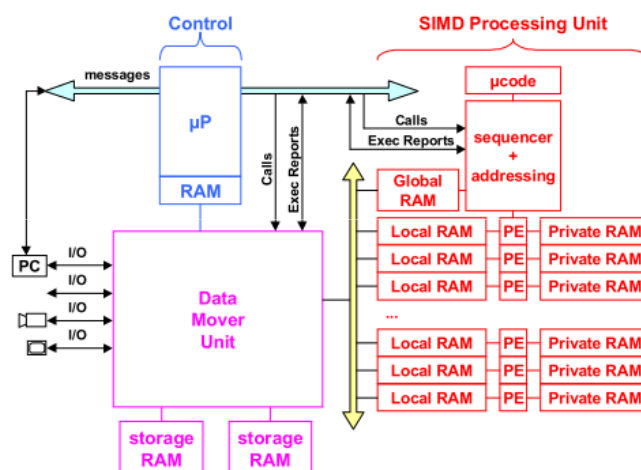 Control
SIMD Processing Unit
messages
µP
RAM
µcode
Calls
Exec Reports
sequencer
+
addressing
Calls
Exec Reports
Global
RAM
Local RAM PE Private RAM
Local RAM PE Private RAM
Local RAM PE Private RAM
...
Local RAM PE Private RAM
Local RAM PE Private RAM
Local RAM PE Private RAM
PC
I/O
I/O
I/O
I/O
Data
Mover
Unit
storage
RAM
storage
RAM